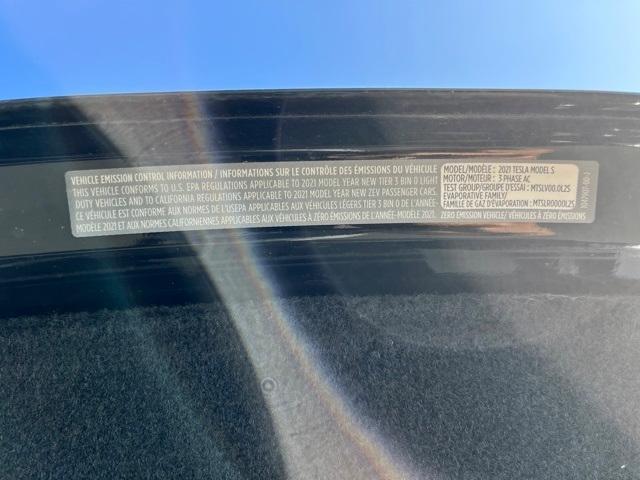 VEHICLE EMISSION CONTROL INFORMATION / INFORMATIONS SUR LE CONTRÔLE DES ÉMISSIONS DU VÉHICULE
THIS VEHICLE CONFORMS TO U.S. EPA REGULATIONS APPLICABLE TO 2021 MODEL YEAR NEW TIER 3 BIN 0 LIGHT
DUTY VEHICLES AND TO CALIFORNIA REGULATIONS APPLICABLE TO 2021 MODEL YEAR NEW ZEV PASSENGER CARS.
CE VÉHICULE EST CONFORME AUX NORMES DE L'USEPA APPLICABLES AUX VÉHICULES LÉGERS TIER 3 BIN 0 DE L'ANNÉE-
MODÈLE 2021 ET AUX NORMES CALIFORNIENNES APPLICABLES AUX VÉHICULES À ZÉRO ÉMISSIONS DE L'ANNÉE-MODÈLE 2021.
MODEL/MODÈLE : 2021 TESLA MODEL S
MOTOR/MOTEUR : 3 PHASE AC
TEST GROUP/GROUPE D'ESSAI : MTSLV00.0L2S
EVAPORATIVE FAMILY/
FAMILLE DE GAZ D'ÉVAPORATION : MTSLR0000L2S
ZERO EMISSION VEHICLE/ VÉHICULES À ZÉRO ÉMISSIONS